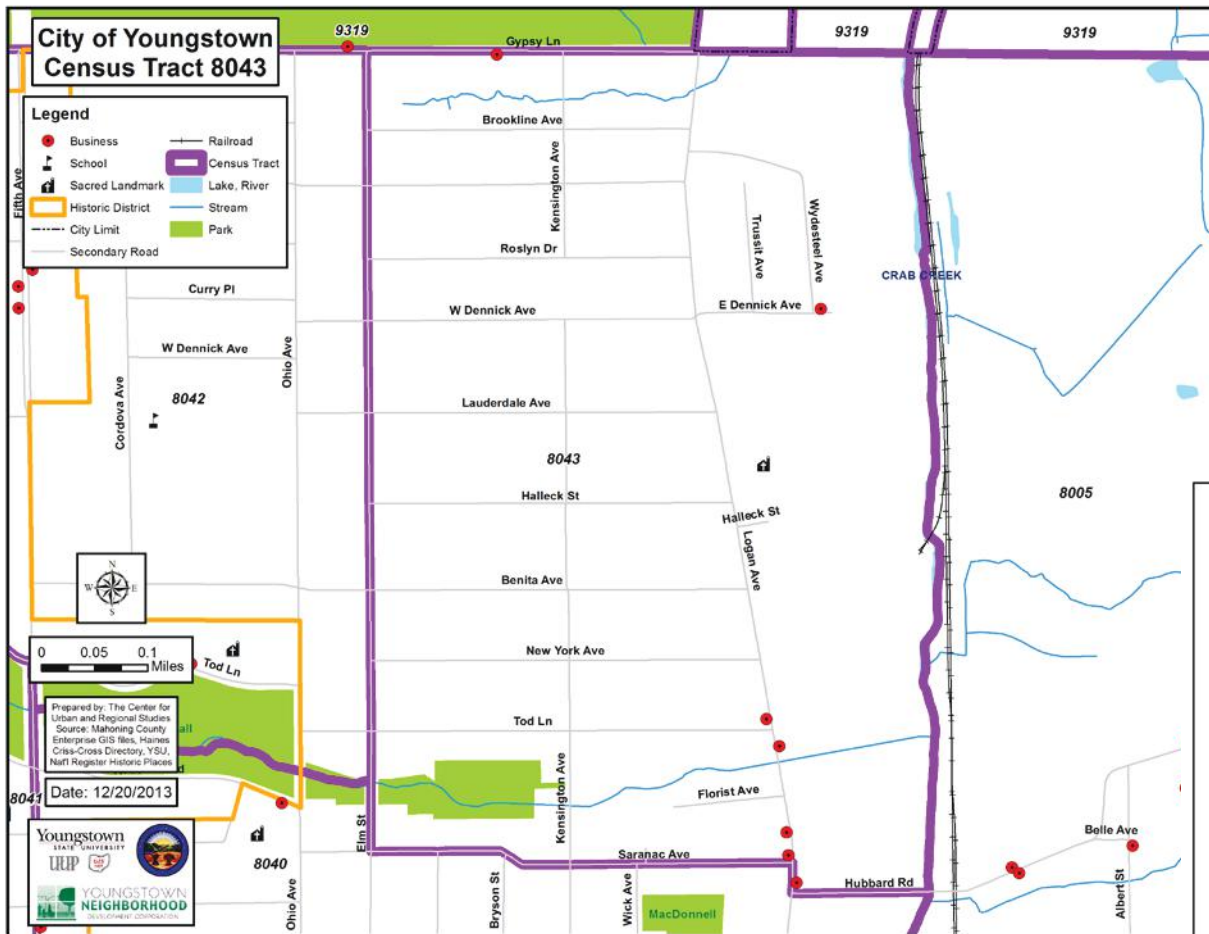 City of Youngstown
Census Tract 8043
Legend
Business
School
Sacred Landmark
Historic District
City Limit
Secondary Road
Railroad
Census Tract
Lake, River
Stream
Park
9319
9319
9319
Gypsy Ln
Brookline Ave
Kensington Ave
Fifth Ave
Roslyn Dr
Trussit Ave
Wydesteel Ave
CRAB CREEK
Curry Pl
W Dennick Ave
E Dennick Ave
W Dennick Ave
Ohio Ave
Cordova Ave
8042
Lauderdale Ave
8043
8005
Halleck St
Halleck St
Logan Ave
N
W E
S
Benita Ave
0 0.05 0.1
Miles
New York Ave
Tod Ln
Tod Ln
Prepared by: The Center for
Urban and Regional Studies
Source: Mahoning County
Enterprise GIS files, Haines
Criss-Cross Directory, YSU,
Nat'l Register Historic Places
all
d
Date: 12/20/2013
8041
Kensington Ave
Florist Ave
Elm St
Saranac Ave
Belle Ave
Hubbard Rd
Albert St
8040
Ohio Ave
Bryson St
Wick Ave
MacDonnell
Youngstown
STATE UNIVERSITY
YOUNGSTOWN
NEIGHBORHOOD
DEVELOPMENT CORPORATION